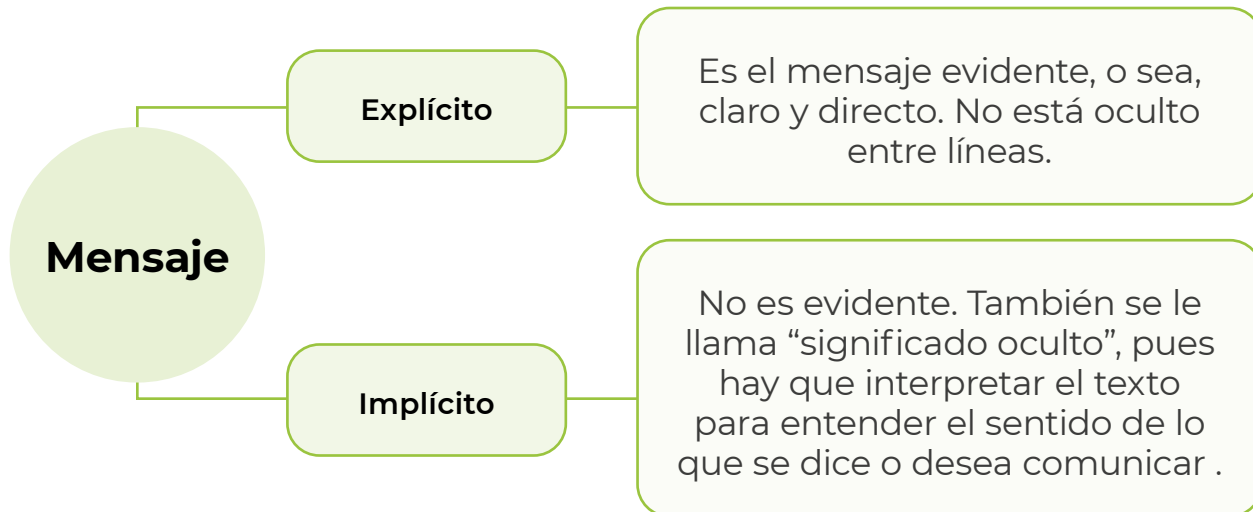 Mensaje
Explícito
Es el mensaje evidente, o sea,
claro y directo. No está oculto
entre líneas.
Implícito
No es evidente. También se le
llama “significado oculto”, pues
hay que interpretar el texto
para entender el sentido de lo
que se dice o desea comunicar .